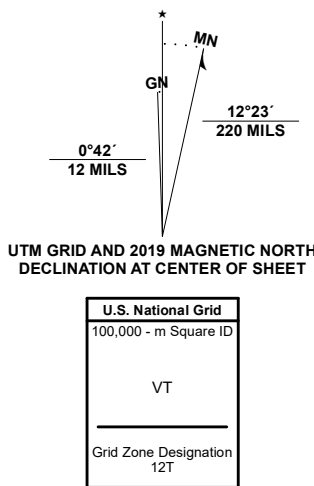 ★
MN
GN
12°23´
220 MILS
0°42´
12 MILS
UTM GRID AND 2019 MAGNETIC NORTH
DECLINATION AT CENTER OF SHEET
U.S. National Grid
100,000 - m Square ID
VT
Grid Zone Designation
12T